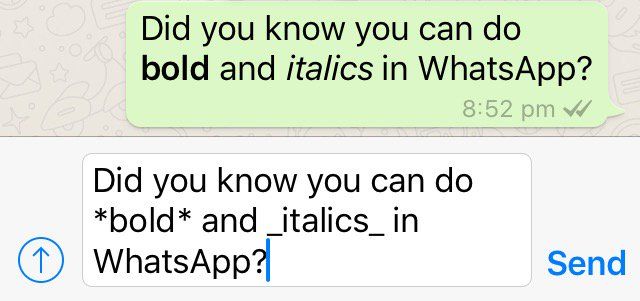 Did you know you can do
bold and italics in WhatsApp?
8:52 pm
Did you know you can do
*bold* and _italics_ in
WhatsApp?
Send